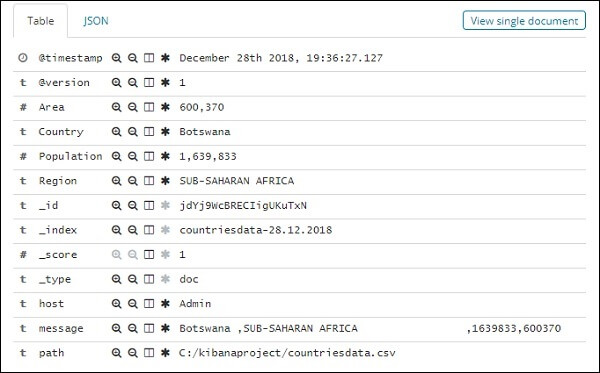 Table JSON View single document
@timestamp December 28th 2018, 19:36:27.127
t @version 1
# Area 600,370
t Country Botswana
# Population 1,639,833
t Region SUB-SAHARAN AFRICA
t _id jdYj9WcBRECIigUKuTxN
t _index countriesdata-28.12.2018
# _score 1
t _type doc
t host Admin
t message Botswana ,SUB-SAHARAN AFRICA ,1639833,600370
t path C:/kibanaproject/countriesdata.csv